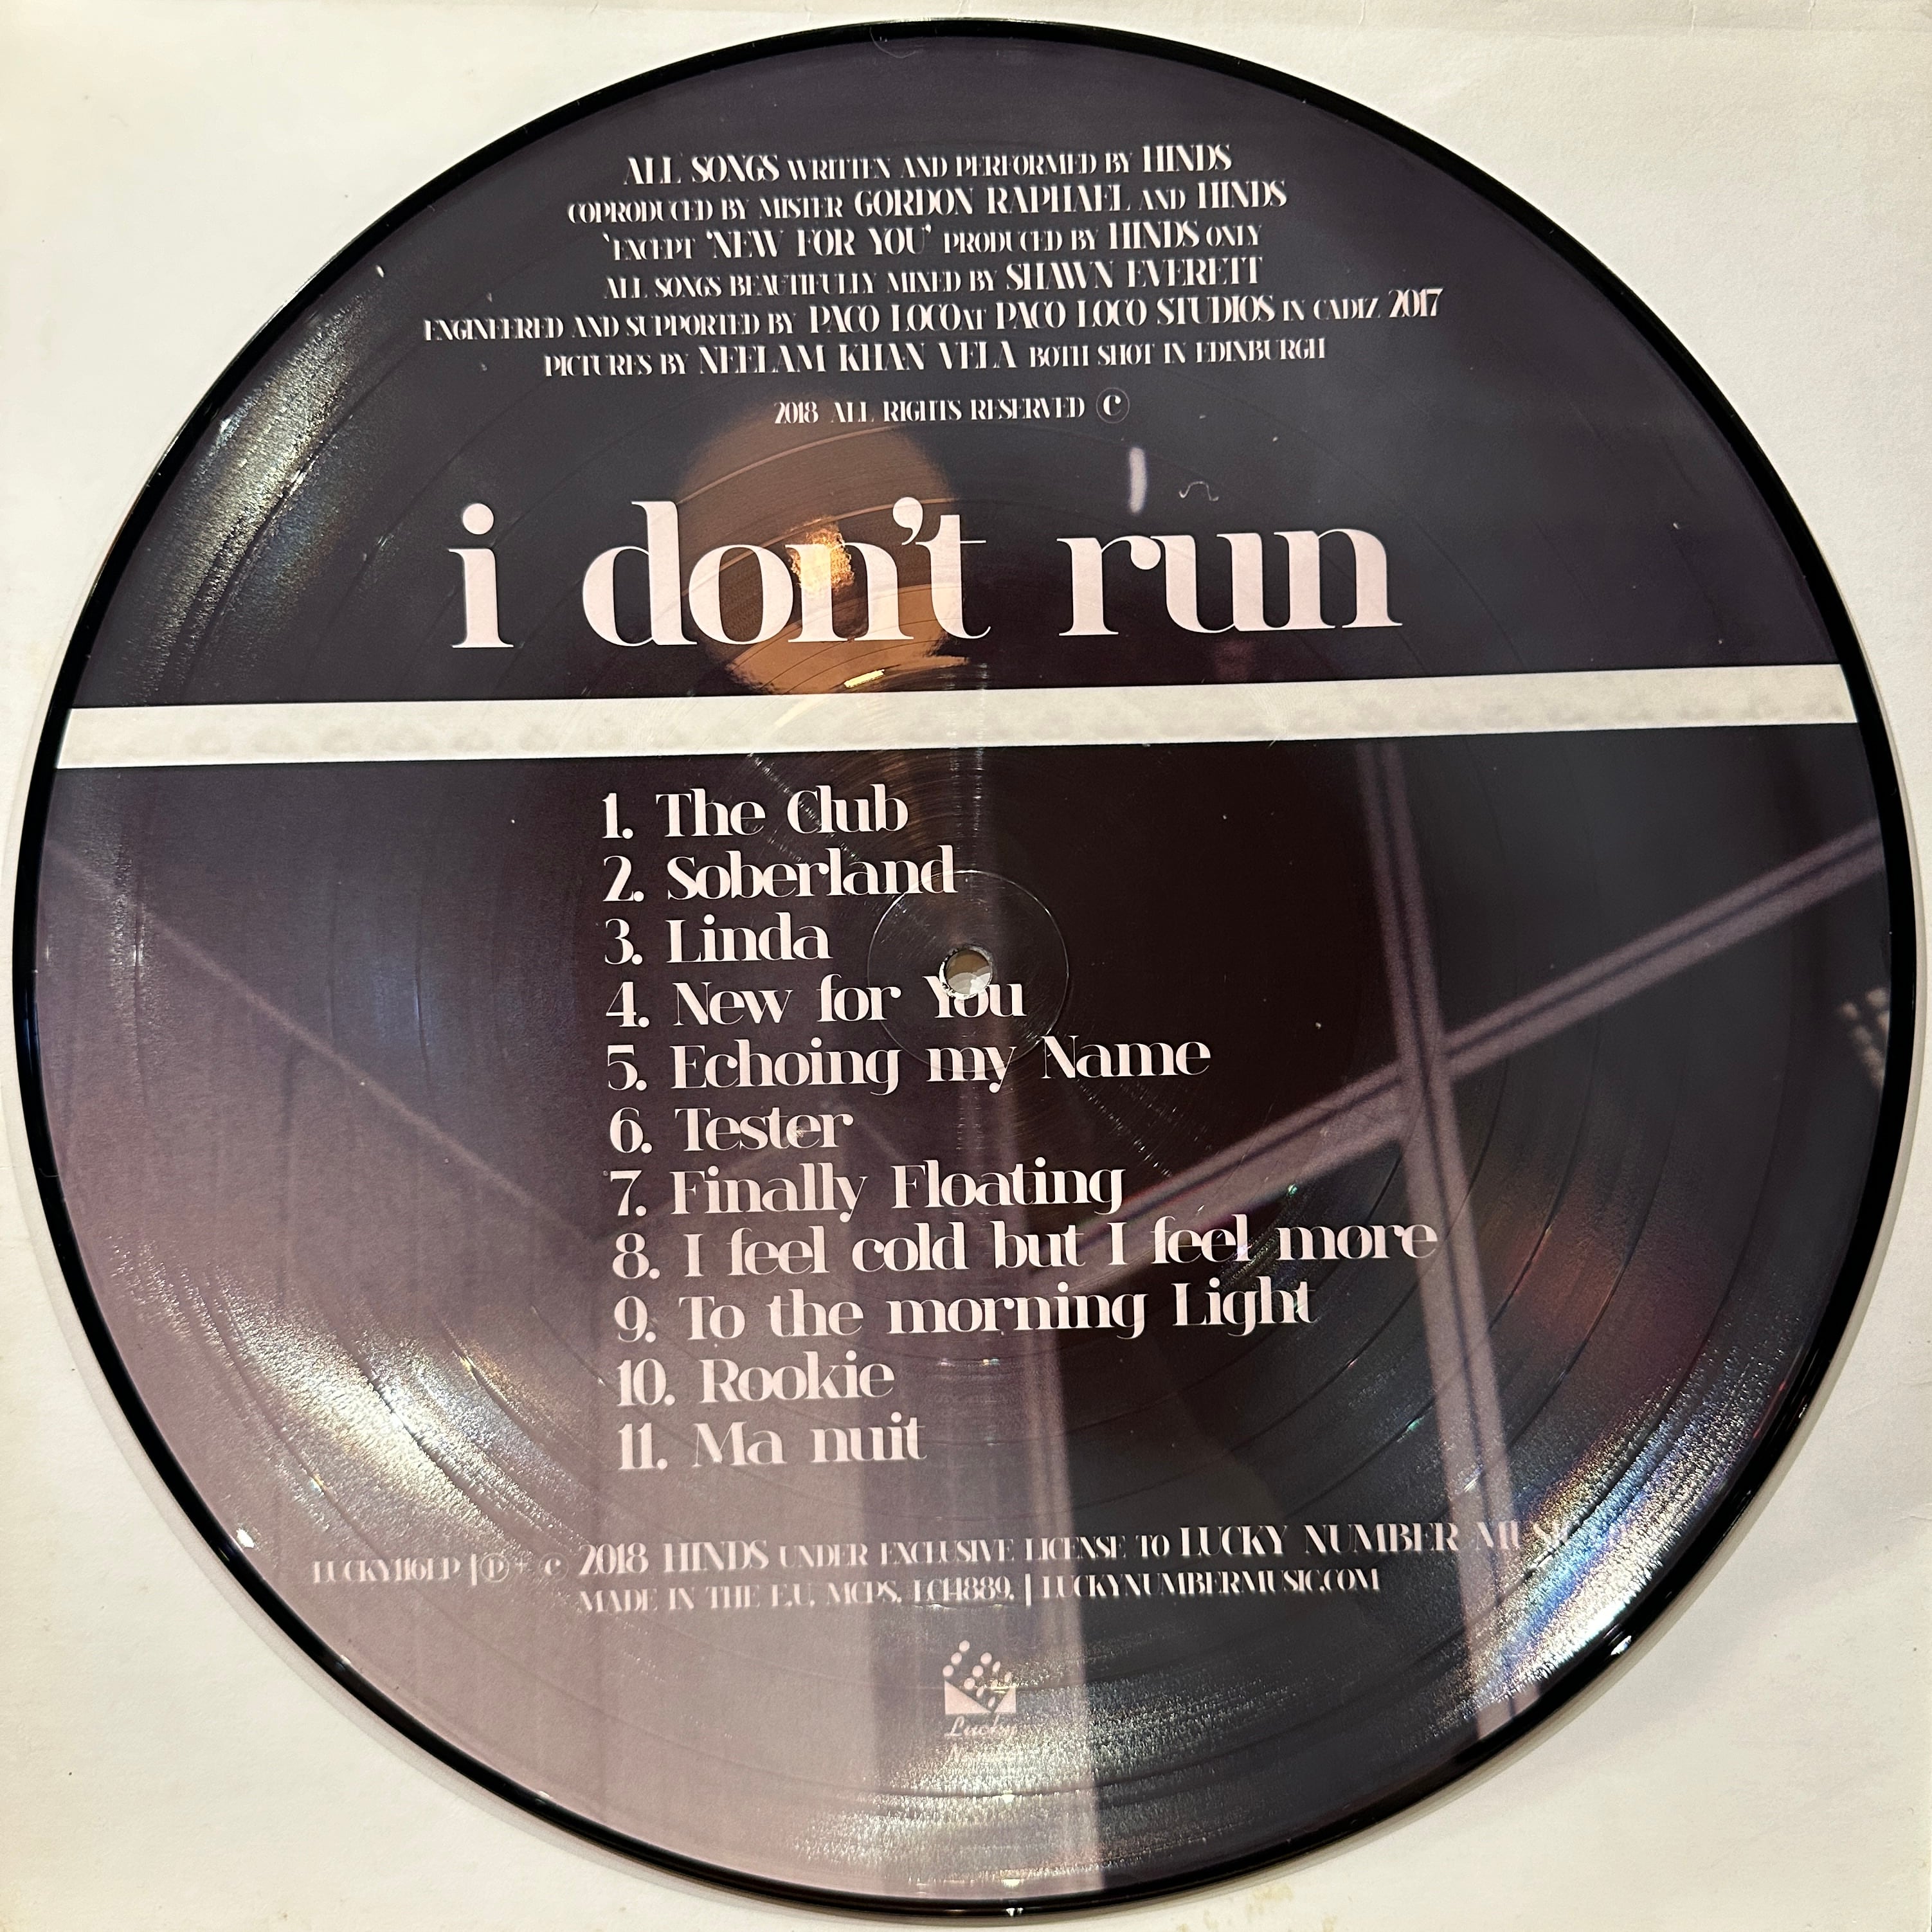 ALL SONGS WRITTEN AND PERFORMED BY HINDS
COPRODUCED BY MISTER GORDON RAPHAEL AND HINDS
'EXCEPT 'NEW FOR YOU' PRODUCED BY HINDS ONLY
ALL SONGS BEAUTIFULLY MIXED BY SHAWN EVERETT
ENGINEERED AND SUPPORTED BY PACO LOCO AT PACO LOCO STUDIOS IN CADIZ 2017
PICTURES BY NEELAM KHAN VELA BOTH SHOT IN EDINBURGH
2018 ALL RIGHTS RESERVED ©
i don't run
1. The Club
2. Soberland
3. Linda
4. New for You
5. Echoing my Name
6. Tester
7. Finally Floating
8. I feel cold but I feel more
9. To the morning Light
10. Rookie
11. Ma nuit
LUCKY116LP | ℗ + © 2018 HINDS UNDER EXCLUSIVE LICENSE TO LUCKY NUMBER MUSIC
MADE IN THE E.U. MCPS. LC14889. | LUCKYNUMBERMUSIC.COM
Lucky